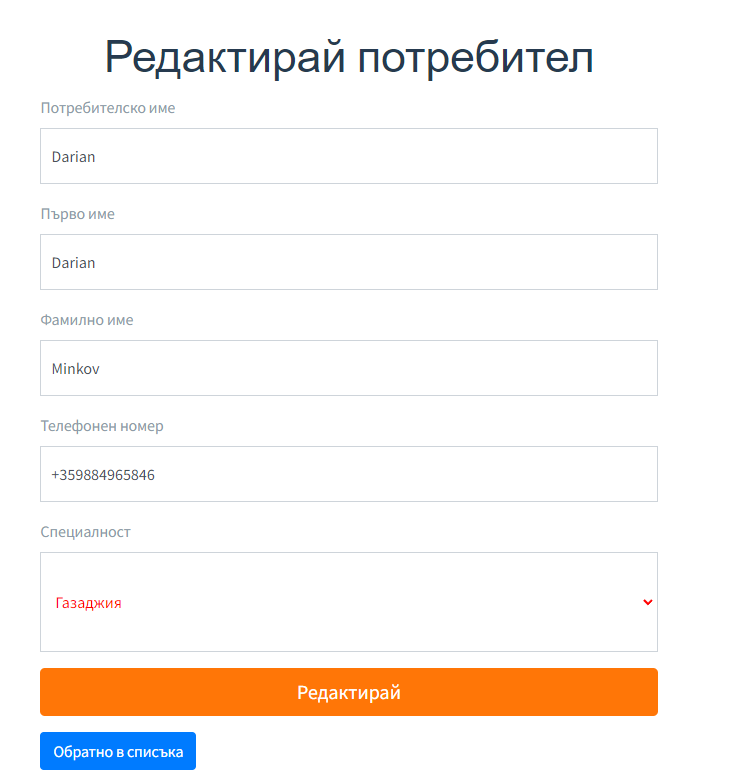 Редактирай потребител
Потребителско име
Darian
Първо име
Darian
Фамилно име
Minkov
Телефонен номер
+359884965846
Специалност
Газаджия
Редактирай
Обратно в списъка